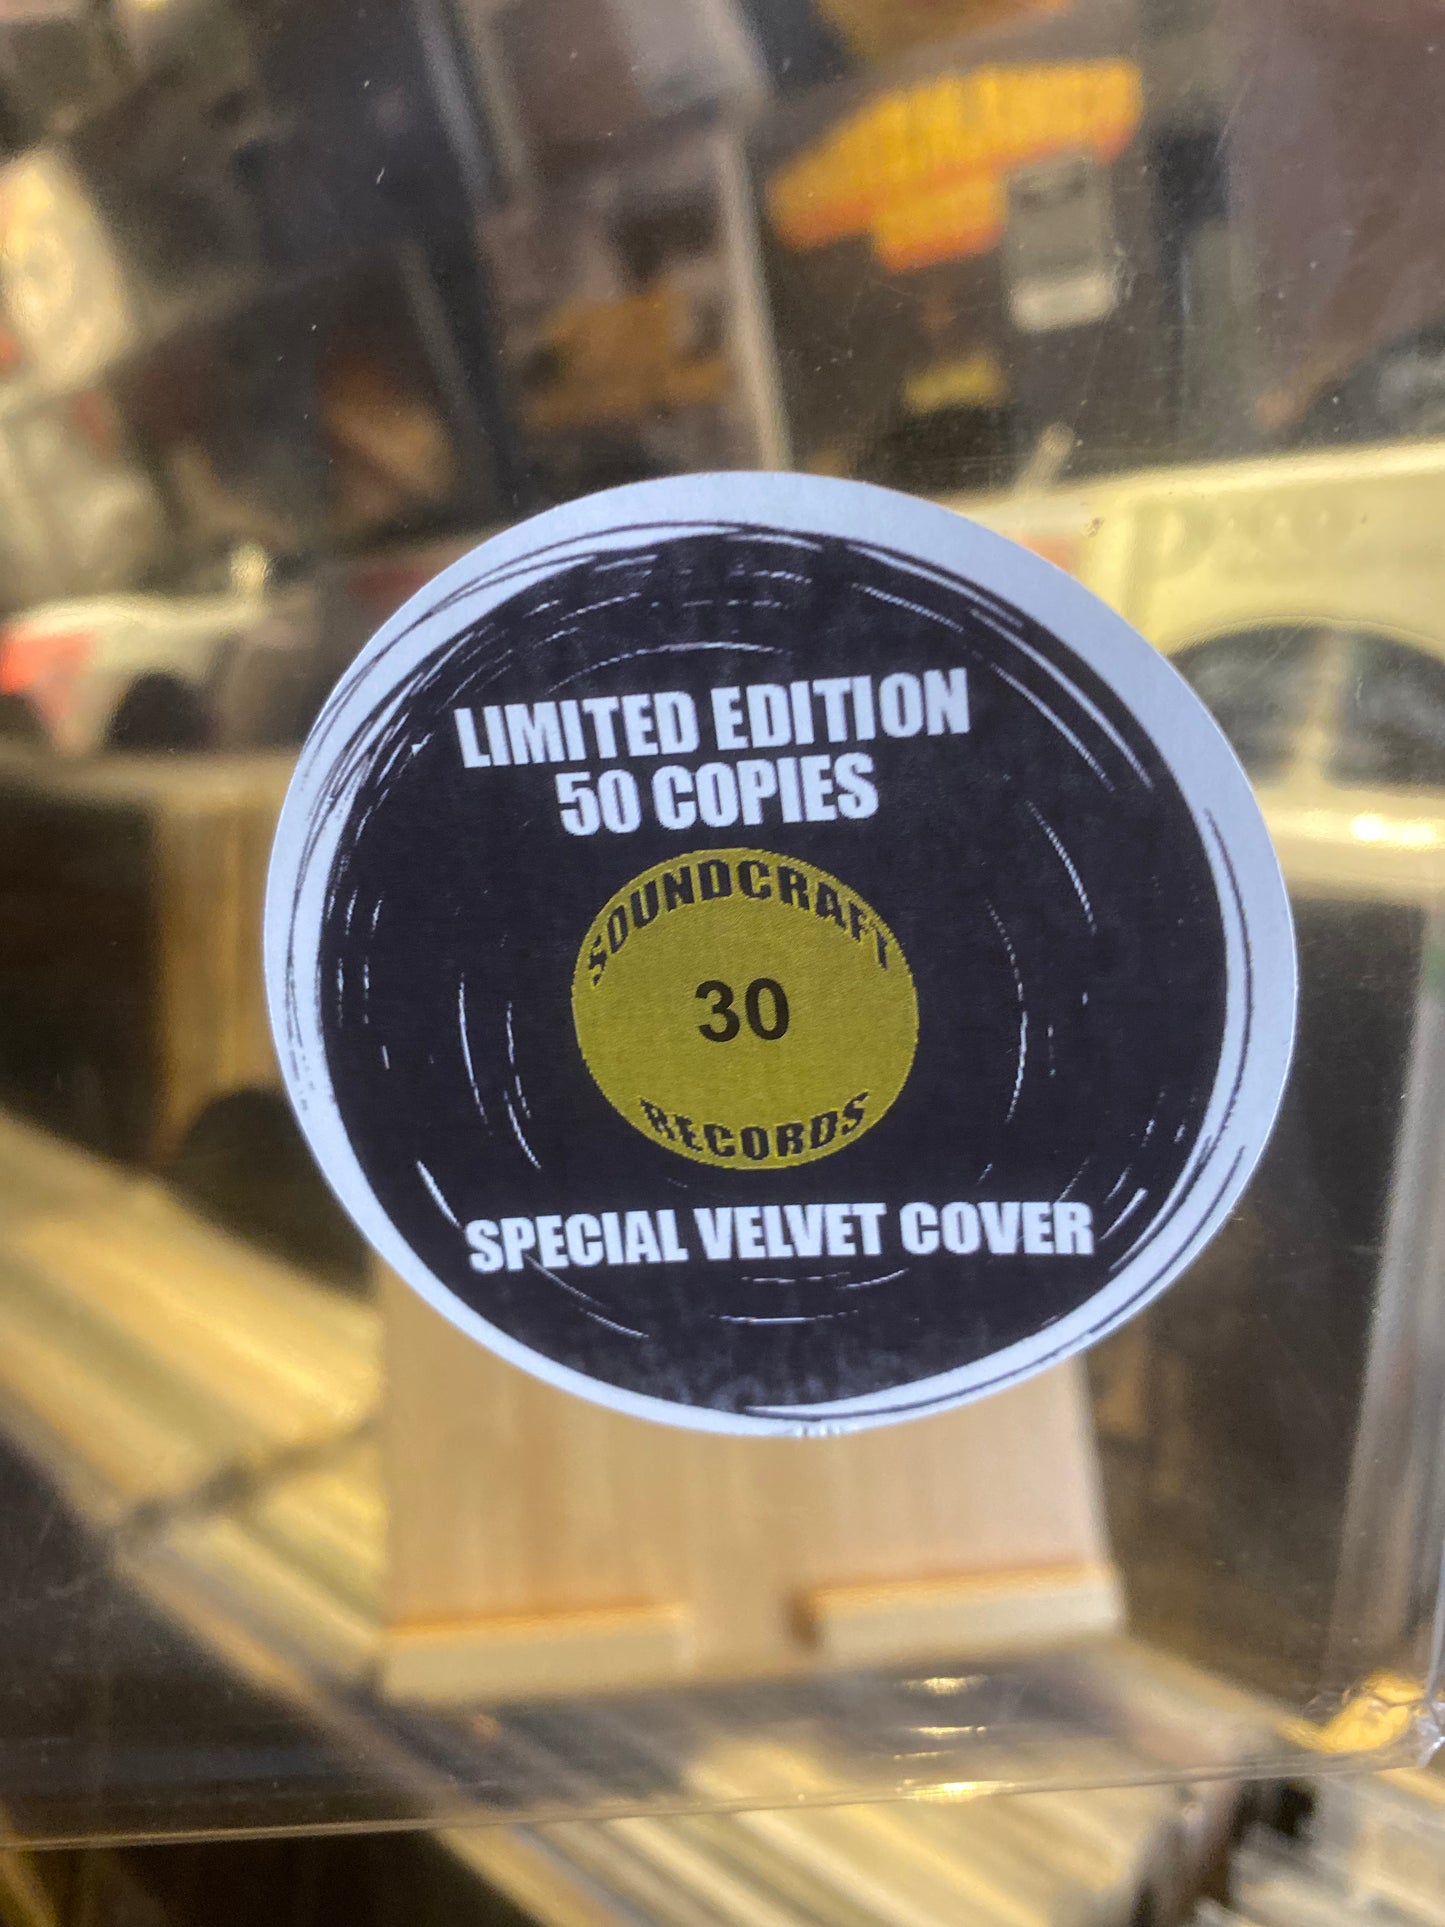 LIMITED EDITION
50 COPIES
SOUNDCRAFT
30
RECORDS
SPECIAL VELVET COVER